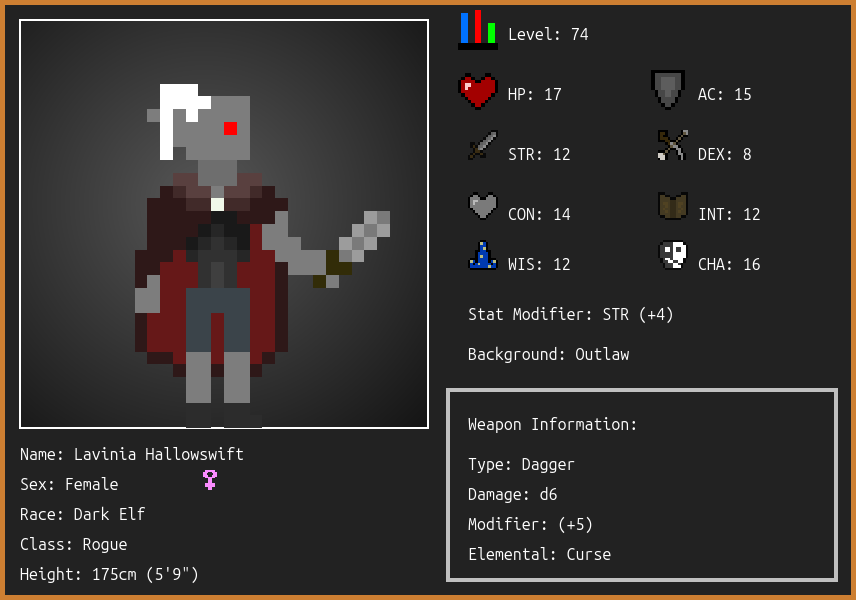 Level: 74
HP: 17
AC: 15
STR: 12
DEX: 8
CON: 14
INT: 12
WIS: 12
CHA: 16
Stat Modifier: STR (+4)
Background: Outlaw
Weapon Information:
Type: Dagger
Damage: d6
Modifier: (+5)
Elemental: Curse
Name: Lavinia Hallowswift
Sex: Female
Race: Dark Elf
Class: Rogue
Height: 175cm (5'9")